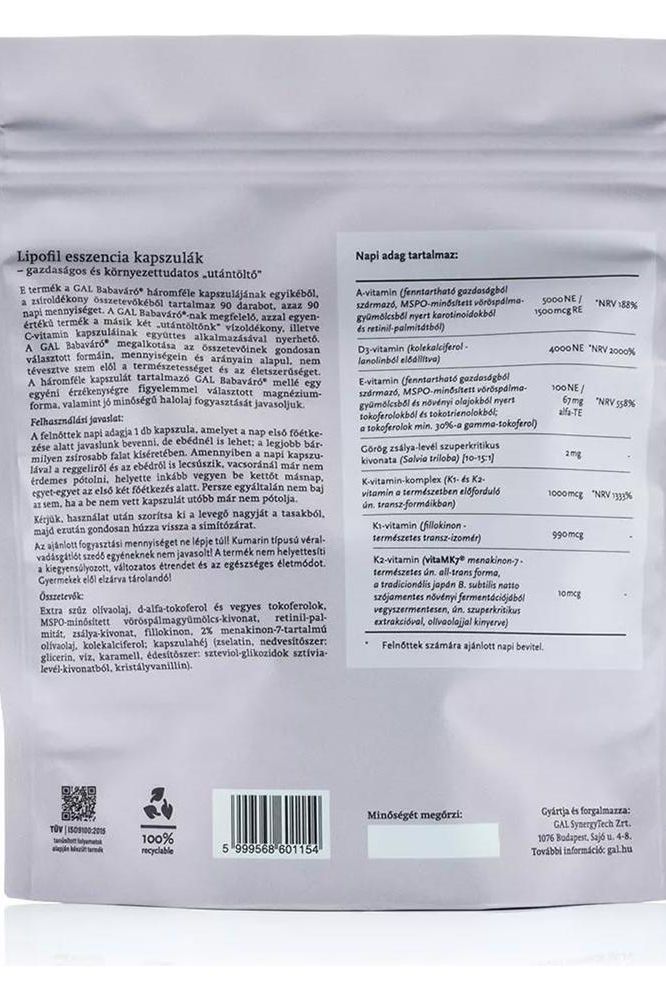 Lipofil esszencia kapszulák
– gazdaságos és környezettudatos „utántöltő”
E termék a GAL Babaváró® háromféle kapszulájának egyikéből,
a zsíroldékony összetevőkéből tartalmaz 90 darabot, azaz 90
napi mennyiséget. A GAL Babaváró®-nak megfelelő, azzal egyen-
értékű termék a másik két „utántöltőnk” vízoldékony, illetve
C-vitamin kapszuláinak együttes alkalmazásával nyerhető.
A GAL Babaváró® megalkotása az összetevőinek gondosan
választott formáin, mennyiségein és arányain alapul, nem
tévesztve szem elől a természetességet és az életszerűséget.
A háromféle kapszulát tartalmazó GAL Babaváró® mellé egy
egyéni érzékenységre figyelemmel választott magnézium-
forma, valamint jó minőségű halolaj fogyasztását javasoljuk.
Felhasználási javaslat:
A felnőttek napi adagja 1 db kapszula, amelyet a nap első főétke-
zése alatt javaslunk bevenni, de ebédnél is lehet; a legjobb bár-
milyen zsírosabb falat kíséretében. Amennyiben a napi kapszu-
lával a reggeliről és az ebédről is lecsúszik, vacsoránál már nem
érdemes pótolni, helyette inkább vegyen be kettőt másnap,
egyet-egyet az első két főétkezés alatt. Persze egyáltalán nem baj
az sem, ha a be nem vett kapszulát utóbb már nem pótolja.
Kérjük, használat után szorítsa ki a levegő nagyját a tasakból,
majd ezután gondosan húzza vissza a simítózárat.
Az ajánlott fogyasztási mennyiséget ne lépje túl! Kumarin típusú véral-
vadásgátlót szedő egyéneknek nem javasolt! A termék nem helyettesíti
a kiegyensúlyozott, változatos étrendet és az egészséges életmódot.
Gyermekek elől elzárva tárolandó!
Összetevők:
Extra szűz olívaolaj, d-alfa-tokoferol és vegyes tokoferolok,
MSPO-minősített vöröspálmagyümölcs-kivonat, retinil-pal-
mitát, zsálya-kivonat, fillokinon, 2% menakinon-7-tartalmú
olívaolaj, kolekalciferol; kapszulahéj (zselatin, nedvesítőszer:
glicerin, víz, karamell, édesítőszer: szteviol-glikozidok sztívia-
levél-kivonatból, kristályvanillin).
Napi adag tartalmaz:
A-vitamin (fenntartható gazdaságból
származó, MSPO-minősített vöröspálma-
gyümölcsből nyert karotinoidokból
és retinil-palmitátból)
5000 NE /
1500 mcg RE
*NRV 188%
D3-vitamin (kolekalciferol -
lanolinból előállítva)
4000 NE *NRV 2000%
E-vitamin (fenntartható gazdaságból
származó, MSPO-minősített vöröspálma-
gyümölcsből és növényi olajokból nyert
tokoferolokból és tokotrienolokból;
a tokoferolok min. 30%-a gamma-tokoferol)
100 NE /
67 mg
alfa-TE
*NRV 558%
Görög zsálya-levél szuperkritikus
kivonata (Salvia triloba) [10-15:1]
2 mg -
K-vitamin-komplex (K1- és K2-
vitamin a természetben előforduló
ún. transz-formáikban)
1000 mcg *NRV 1333%
K1-vitamin (fillokinon -
természetes transz-izomér)
990 mcg -
K2-vitamin (vitaMK7® menakinon-7 -
természetes ún. all-trans forma,
a tradicionális japán B. subtilis natto
szójamentes növényi fermentációjából
vegyszermentesen, ún. szuperkritikus
extrakcióval, olívaolajjal kinyerve)
10 mcg -
* Felnőttek számára ajánlott napi bevitel.
TÜV | ISO9100:2015
tanúsított folyamatok
alapján készült termék
100%
recyclable
5 999568 601154
Minőségét megőrzi:
Gyártja és forgalmazza:
GAL SynergyTech Zrt.
1076 Budapest, Sajó u. 4-8.
További információ: gal.hu